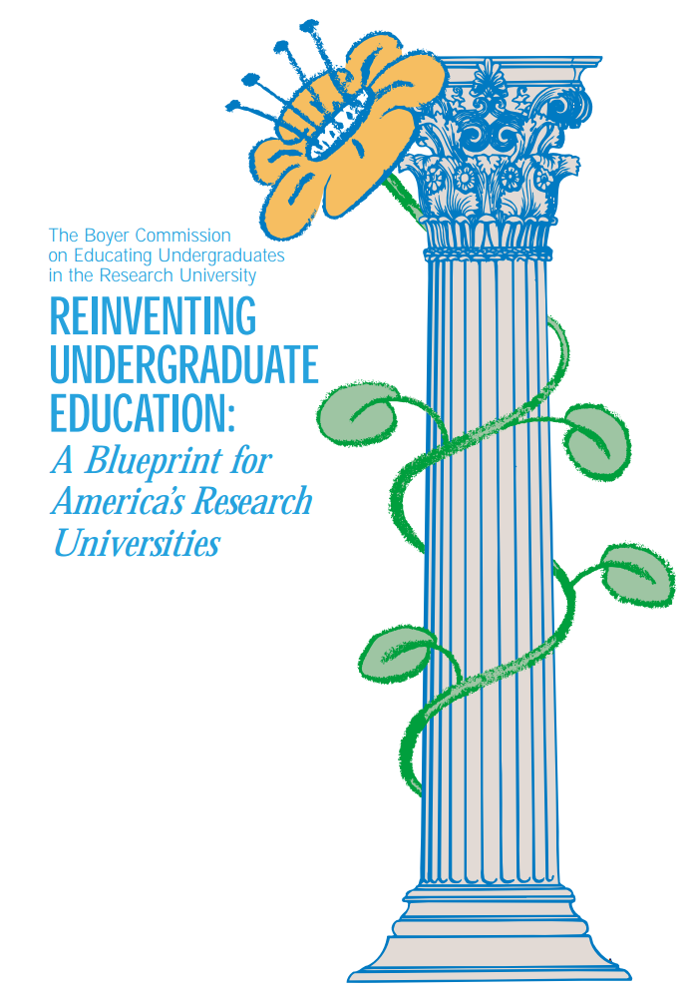 The Boyer Commission
on Educating Undergraduates
in the Research University
REINVENTING
UNDERGRADUATE
EDUCATION:
A Blueprint for
America's Research
Universities